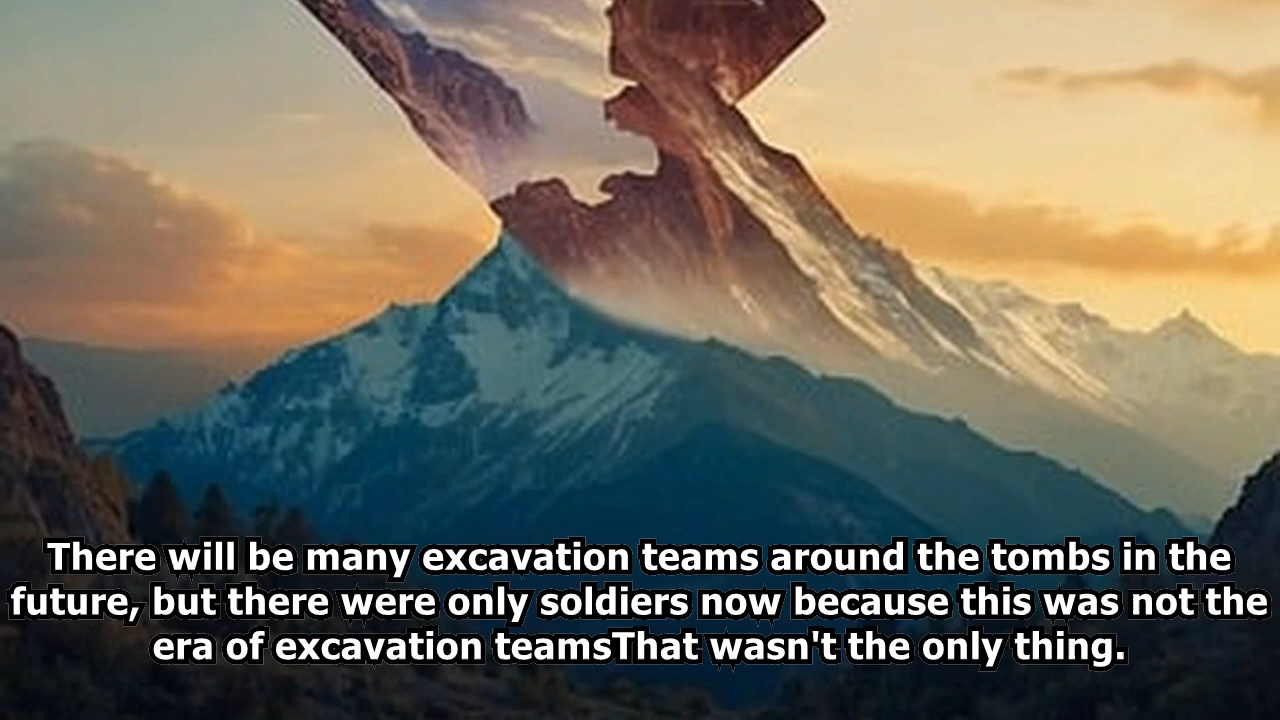 There will be many excavation teams around the tombs in the
future, but there were only soldiers now because this was not the
era of excavation teamsThat wasn't the only thing.